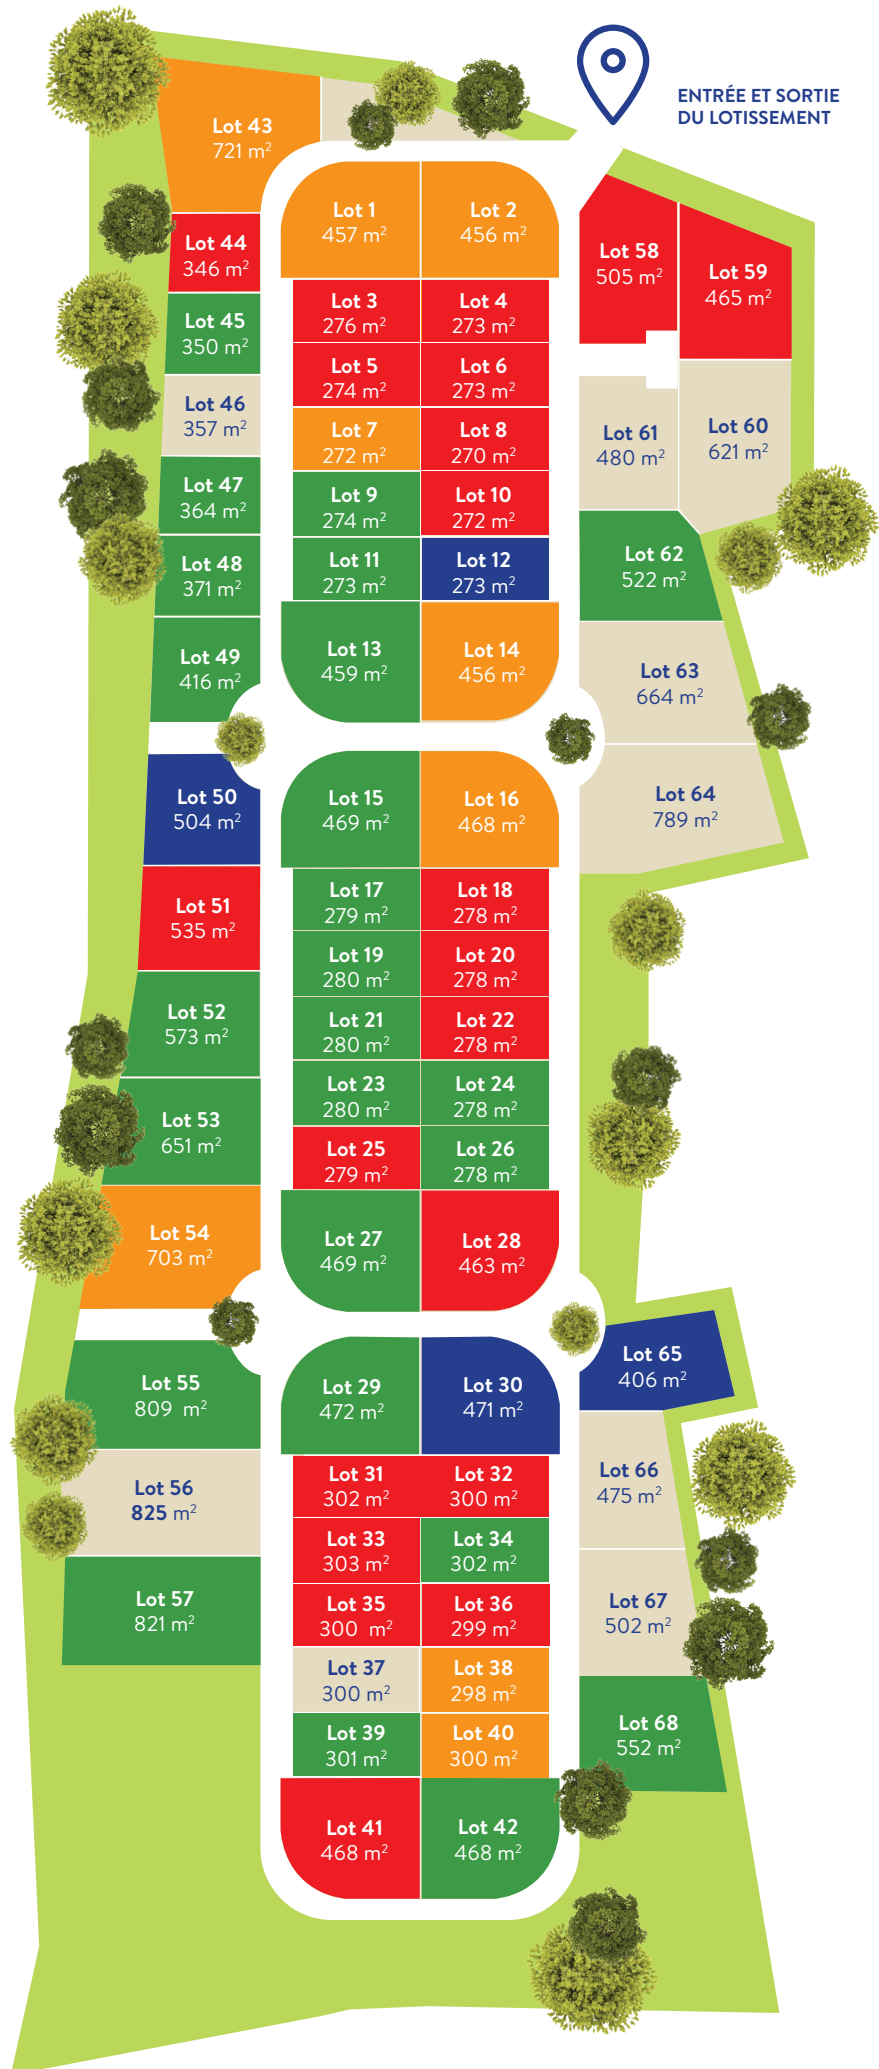 ENTRÉE ET SORTIE
DU LOTISSEMENT
Lot 43
721 m²
Lot 1
457 m²
Lot 2
456 m²
Lot 3
276 m²
Lot 4
273 m²
Lot 5
274 m²
Lot 6
273 m²
Lot 7
272 m²
Lot 8
270 m²
Lot 9
274 m²
Lot 10
272 m²
Lot 11
273 m²
Lot 12
273 m²
Lot 13
459 m²
Lot 14
456 m²
Lot 15
469 m²
Lot 16
468 m²
Lot 17
279 m²
Lot 18
278 m²
Lot 19
280 m²
Lot 20
278 m²
Lot 21
280 m²
Lot 22
278 m²
Lot 23
280 m²
Lot 24
278 m²
Lot 25
279 m²
Lot 26
278 m²
Lot 27
469 m²
Lot 28
463 m²
Lot 29
472 m²
Lot 30
471 m²
Lot 31
302 m²
Lot 32
300 m²
Lot 33
303 m²
Lot 34
302 m²
Lot 35
300 m²
Lot 36
299 m²
Lot 37
300 m²
Lot 38
298 m²
Lot 39
301 m²
Lot 40
300 m²
Lot 41
468 m²
Lot 42
468 m²
Lot 44
346 m²
Lot 45
350 m²
Lot 46
357 m²
Lot 47
364 m²
Lot 48
371 m²
Lot 49
416 m²
Lot 50
504 m²
Lot 51
535 m²
Lot 52
573 m²
Lot 53
651 m²
Lot 54
703 m²
Lot 55
809 m²
Lot 56
825 m²
Lot 57
821 m²
Lot 58
505 m²
Lot 59
465 m²
Lot 60
621 m²
Lot 61
480 m²
Lot 62
522 m²
Lot 63
664 m²
Lot 64
789 m²
Lot 65
406 m²
Lot 66
475 m²
Lot 67
502 m²
Lot 68
552 m²